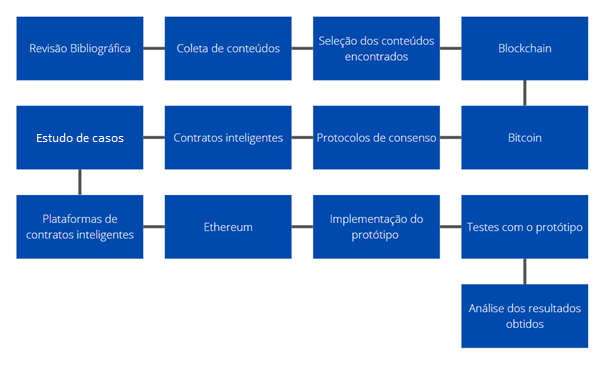 Revisão Bibliográfica
Coleta de conteúdos
Seleção dos conteúdos
encontrados
Blockchain
Estudo de casos
Contratos inteligentes
Protocolos de consenso
Bitcoin
Plataformas de
contratos inteligentes
Ethereum
Implementação do
protótipo
Testes com o protótipo
Análise dos resultados
obtidos